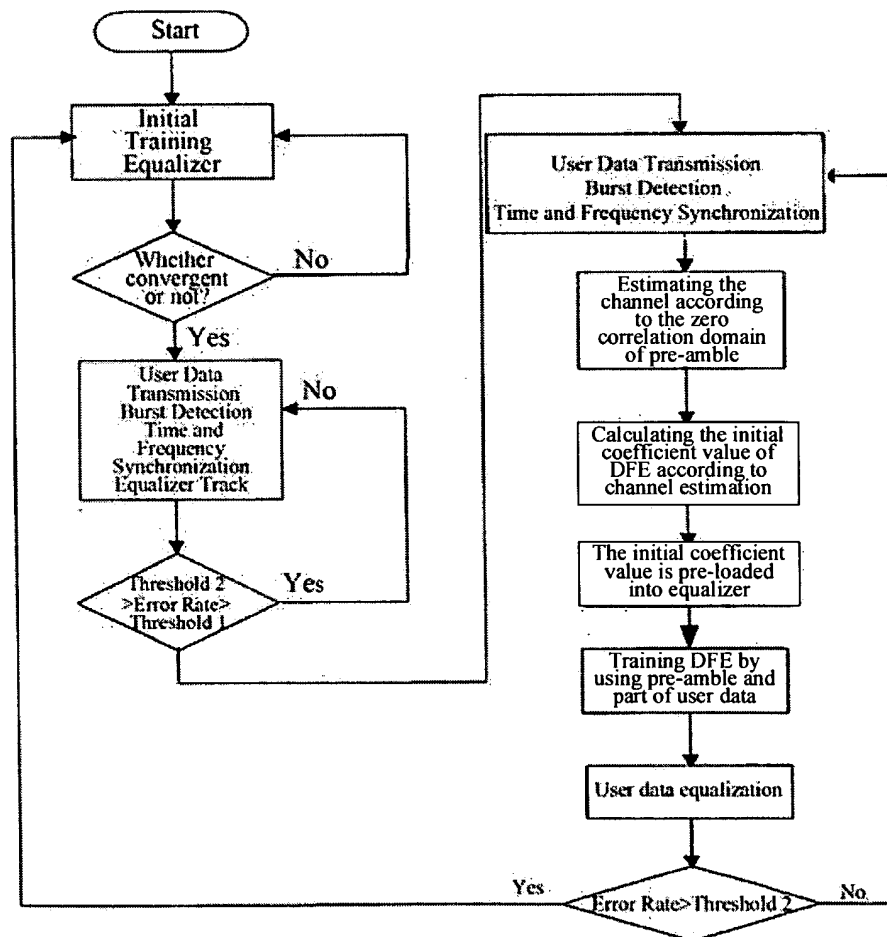 Start
Initial
Training
Equalizer
Whether
convergent
or not?
No
Yes
User Data
Transmission
Burst Detection
Time and
Frequency
Synchronization
Equalizer Track
No
Threshold 2
>Error Rate>
Threshold 1
Yes
User Data Transmission
Burst Detection
Time and Frequency Synchronization
Estimating the
channel according
to the zero
correlation domain
of pre-amble
Calculating the initial
coefficient value of
DFE according to
channel estimation
The initial coefficient
value is pre-loaded
into equalizer
Training DFE by
using pre-amble and
part of user data
User data equalization
Yes
Error Rate>Threshold 2
No